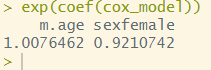 > exp(coef(cox_model))
m.age sexfemale
1.0076462 0.9210742
>